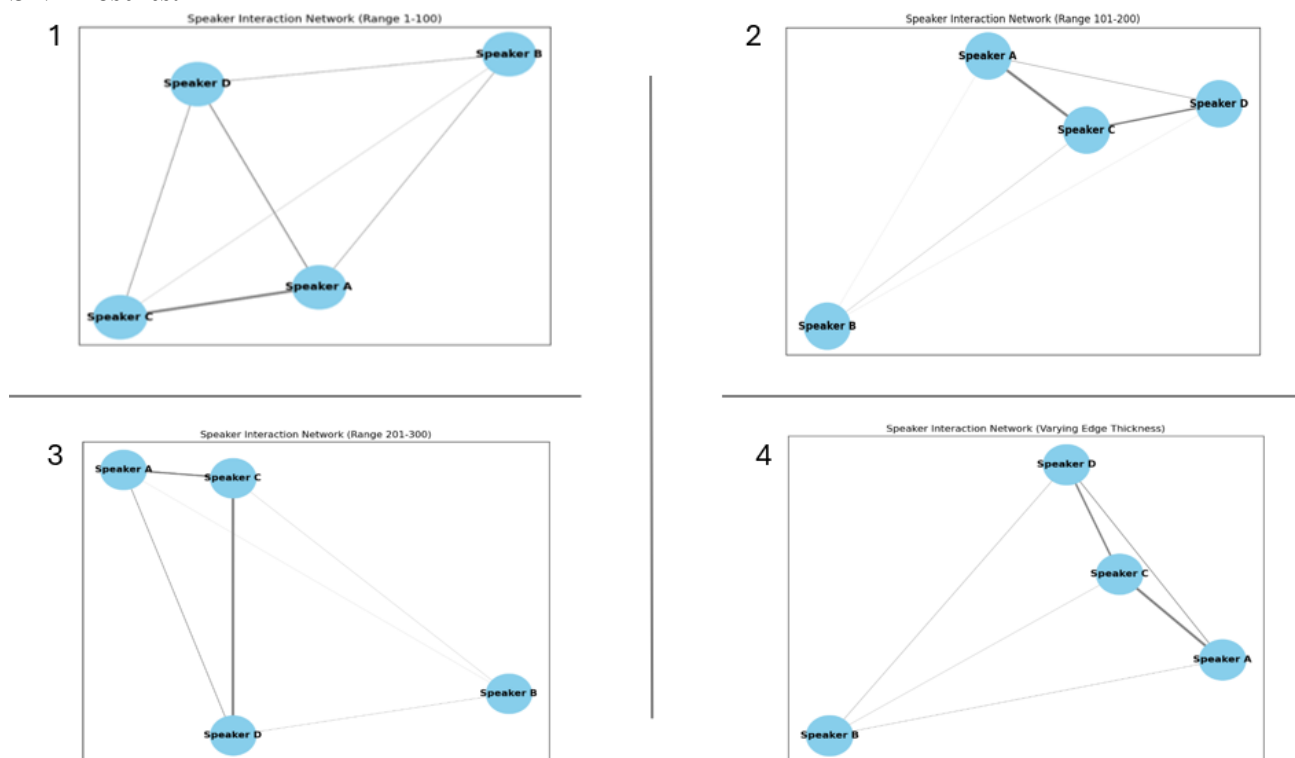 Speaker Interaction Network (Range 1-100)
1
Speaker B
Speaker D
Speaker A
Speaker C
Speaker Interaction Network (Range 101-200)
2
Speaker A
Speaker D
Speaker C
Speaker B
Speaker Interaction Network (Range 201-300)
3
Speaker A
Speaker C
Speaker B
Speaker D
Speaker Interaction Network (Varying Edge Thickness)
4
Speaker D
Speaker C
Speaker A
Speaker B